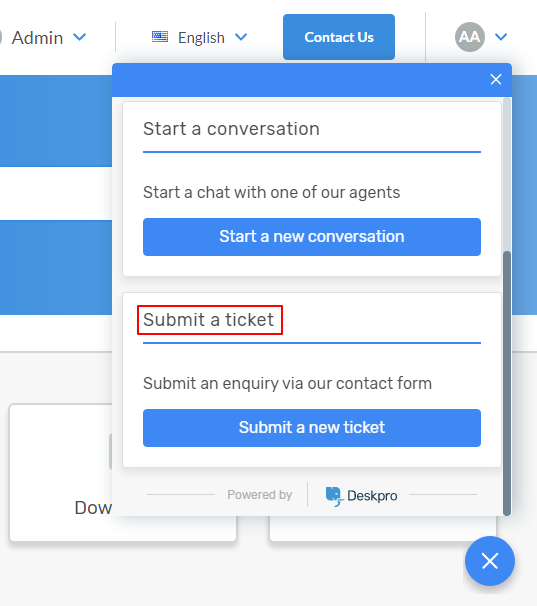 Admin
English
Contact Us
AA
Start a conversation
Start a chat with one of our agents
Start a new conversation
Submit a ticket
Submit an enquiry via our contact form
Submit a new ticket
Powered by
Deskpro
Dow